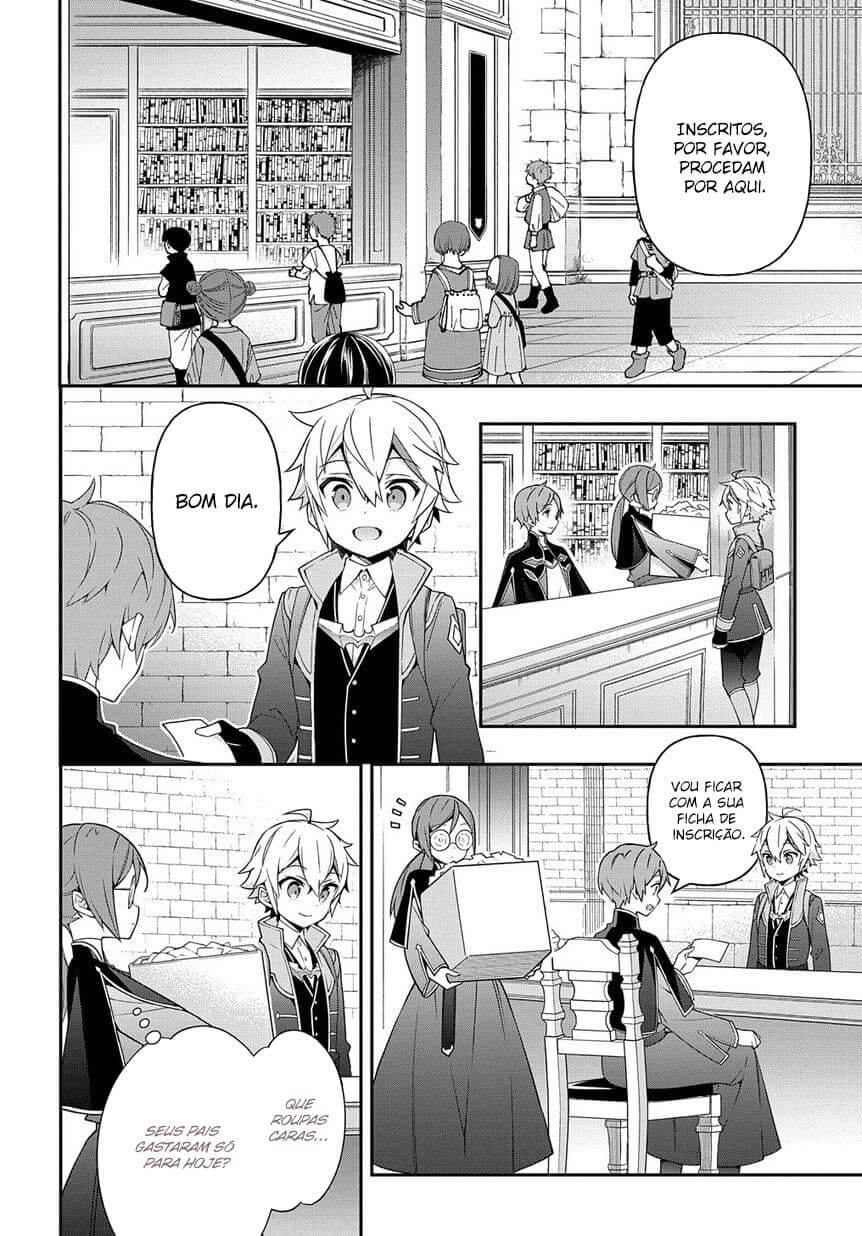 INSCRITOS,
POR FAVOR,
PROCEDAM
POR AQUI.
BOM DIA.
VOU FICAR
COM A SUA
FICHA DE
INSCRIÇÃO.
QUE
ROUPAS
CARAS...
SEUS PAIS
GASTARAM SÓ
PARA HOJE?